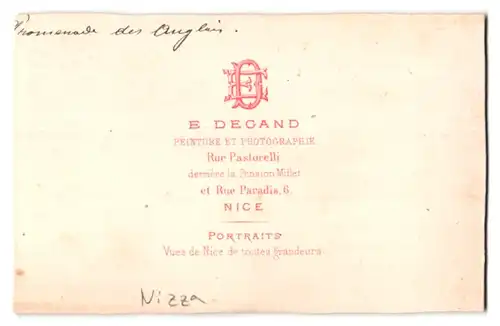 Promenade des Anglais.
E. DEGAND
PEINTURE ET PHOTOGRAPHIE
Rue Pastorelli
derrière la Pension Millet
et Rue Paradis, 6.
NICE
PORTRAITS
Vues de Nice de toutes grandeurs
Nizza